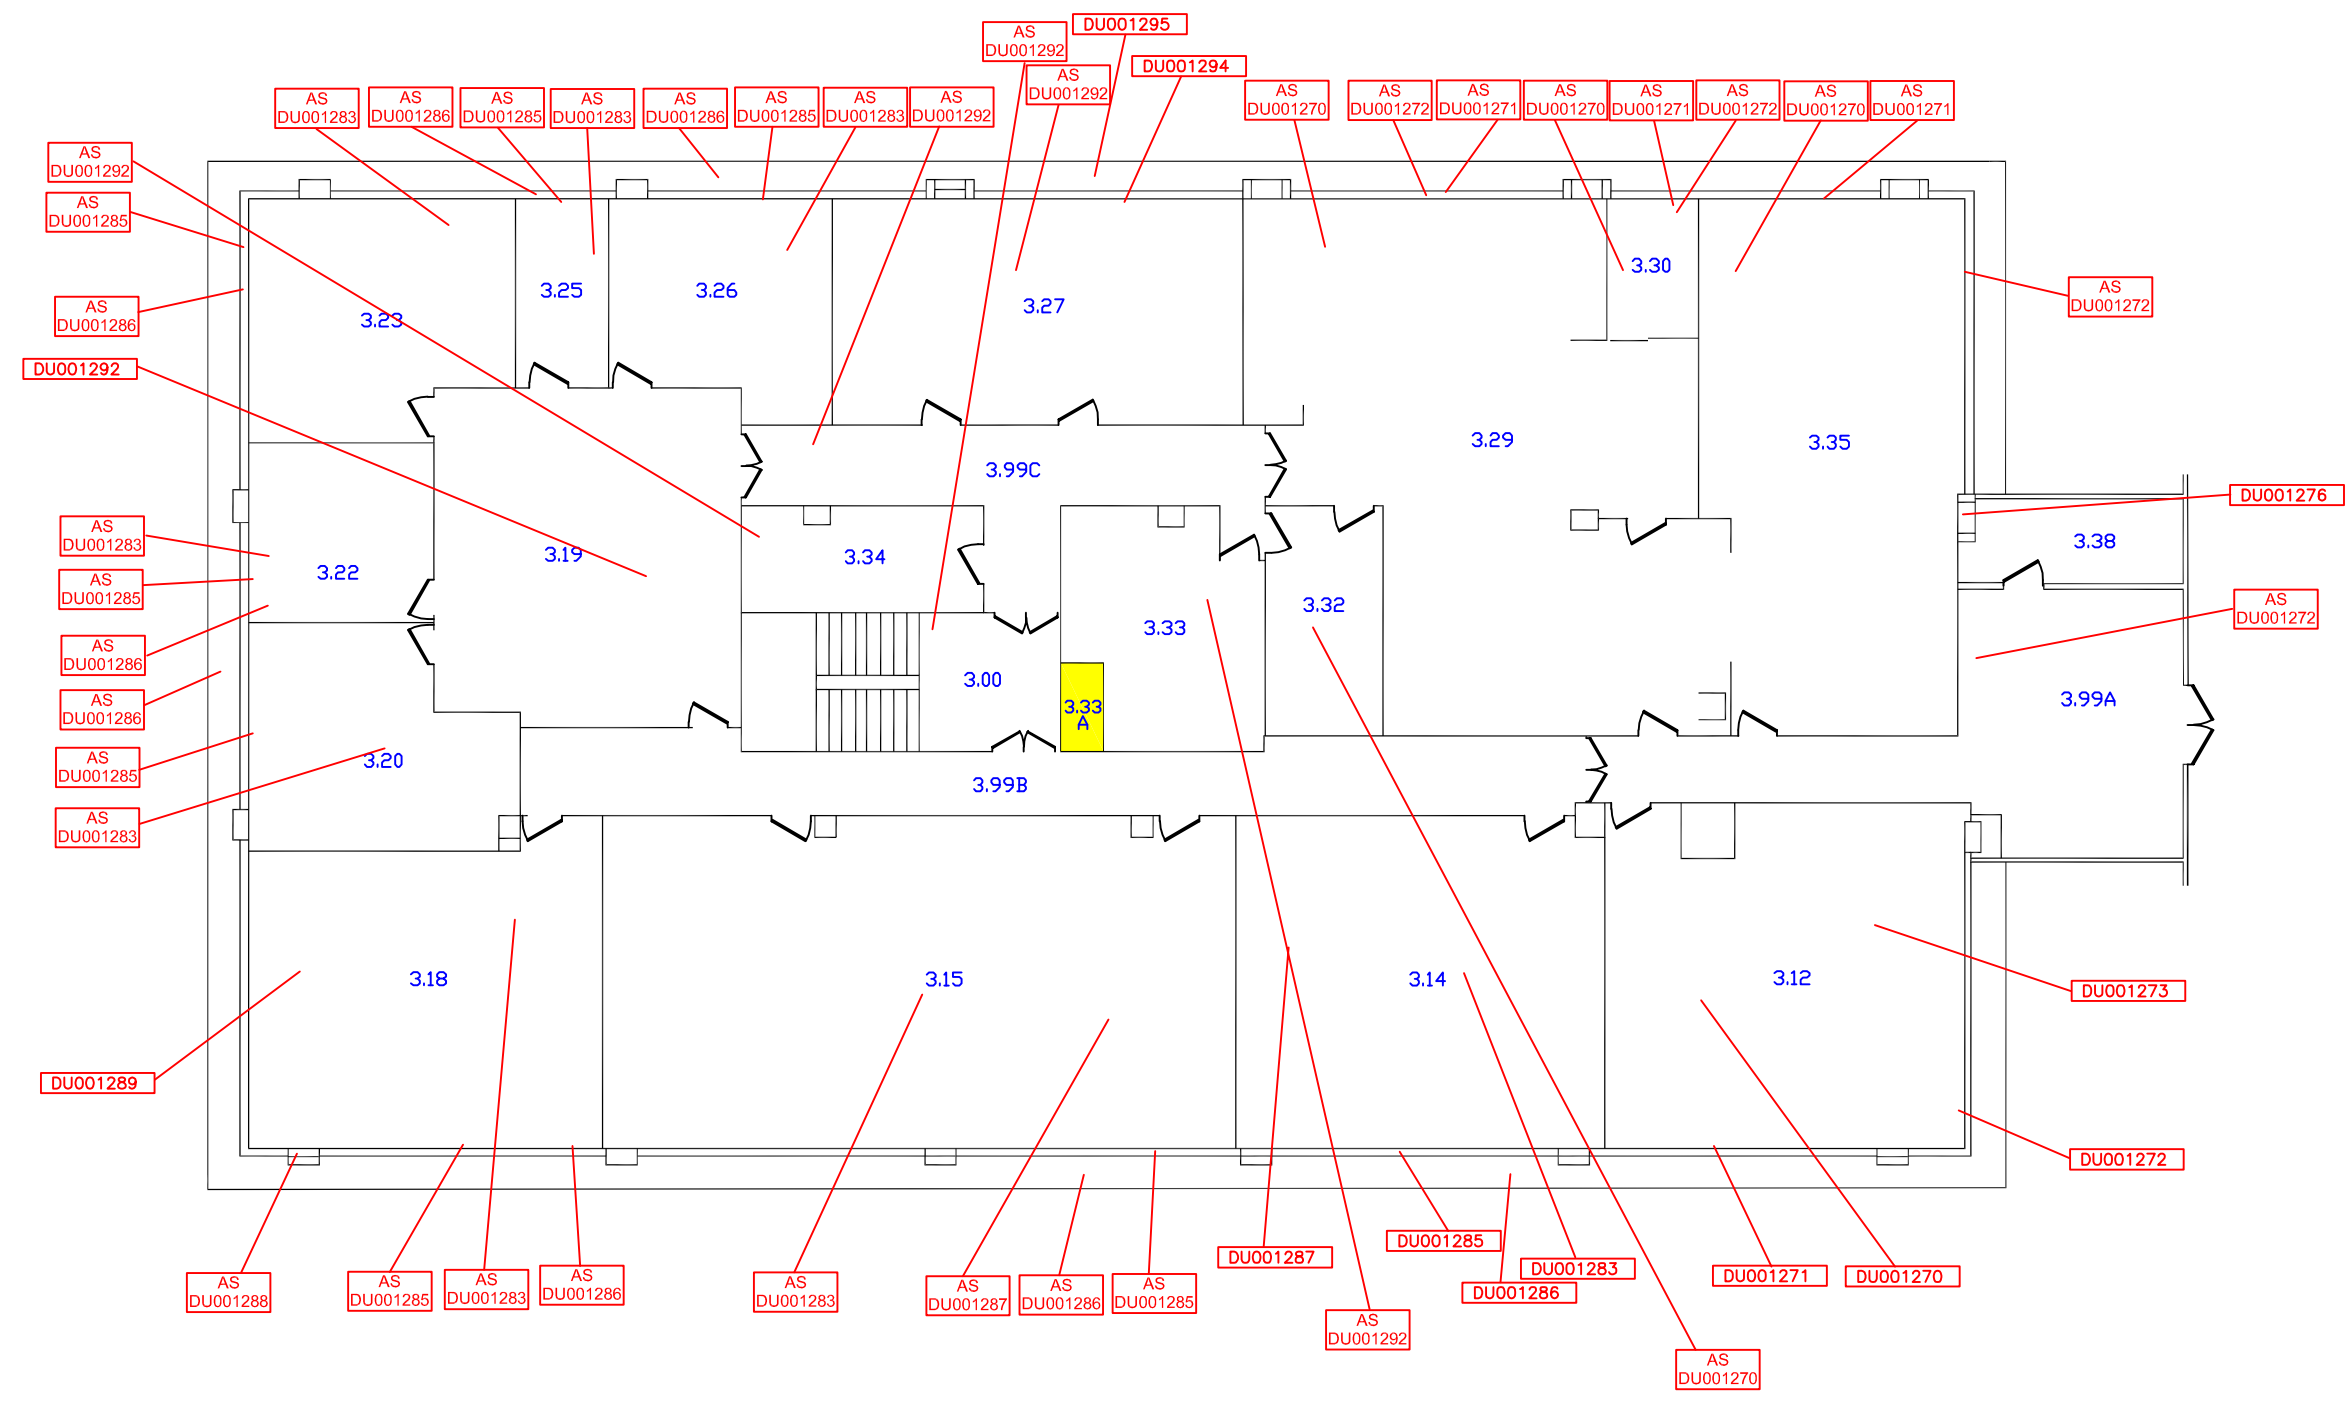 DU001295
AS
DU001292
DU001294
AS
DU001292
AS
DU001283
AS
DU001286
AS
DU001285
AS
DU001283
AS
DU001286
AS
DU001285
AS
DU001283
AS
DU001292
AS
DU001270
AS
DU001272
AS
DU001271
AS
DU001270
AS
DU001271
AS
DU001272
AS
DU001270
AS
DU001271
AS
DU001292
AS
DU001285
AS
DU001286
DU001292
AS
DU001272
3.23
3.25
3.26
3.27
3.30
3.29
3.35
3.99C
DU001276
AS
DU001283
AS
DU001285
3.22
3.19
3.34
3.38
3.32
3.33
AS
DU001272
AS
DU001286
AS
DU001286
3.00
3.33
A
3.99A
AS
DU001285
3.20
3.99B
AS
DU001283
3.18
3.15
3.14
3.12
DU001273
DU001289
DU001272
AS
DU001288
AS
DU001285
AS
DU001283
AS
DU001286
AS
DU001283
AS
DU001287
AS
DU001286
AS
DU001285
DU001287
DU001285
DU001283
DU001286
DU001271
DU001270
AS
DU001292
AS
DU001270